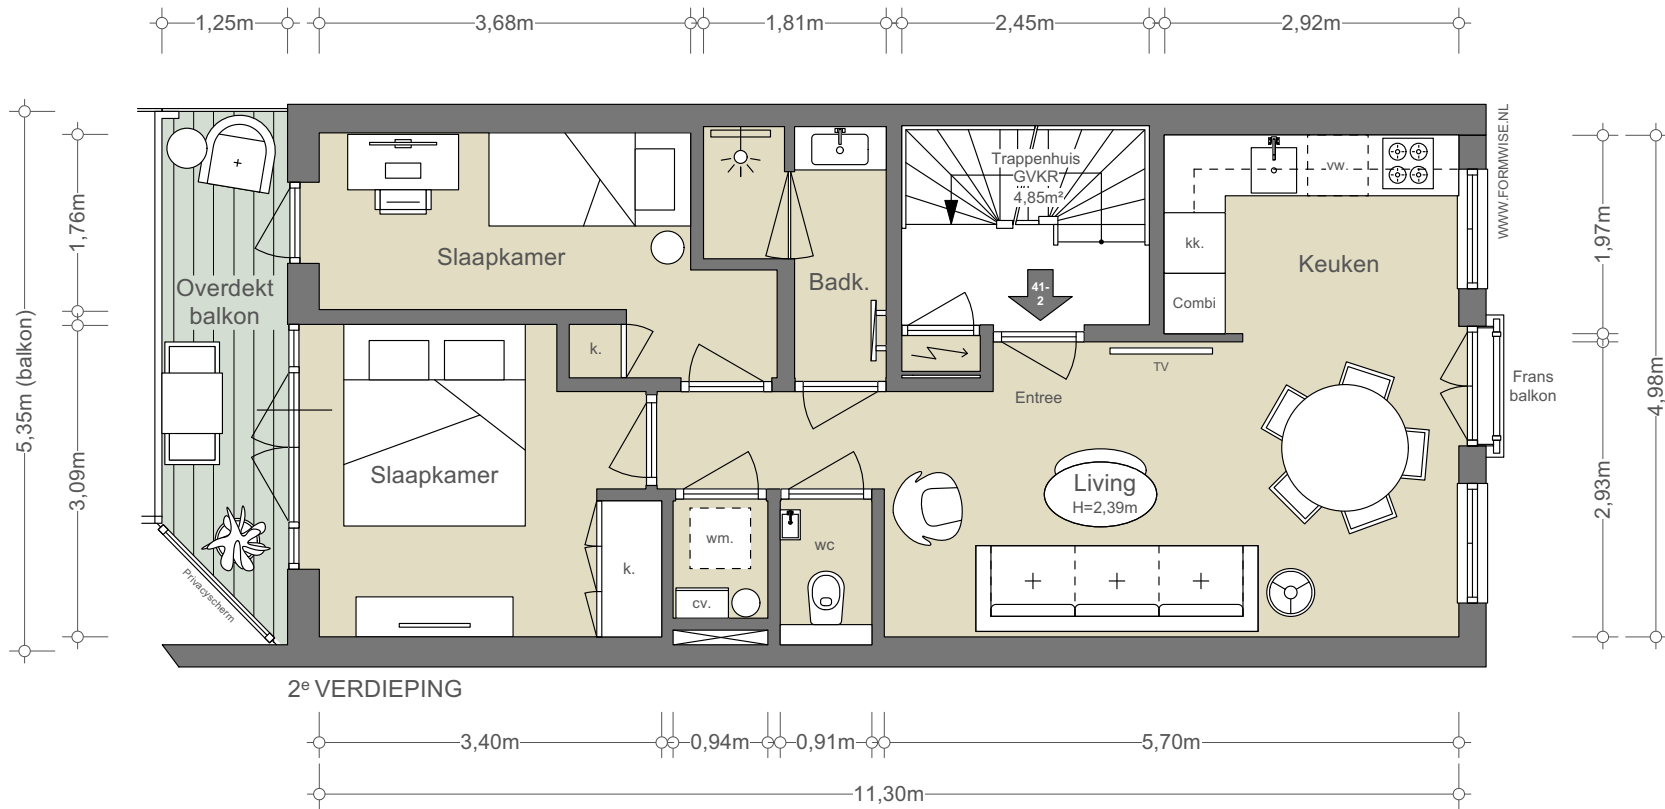 1,25m
3,68m
1,81m
2,45m
2,92m
5,35m (balkon)
1,76m
3,09m
Overdekt
balkon
Privacyscherm
Slaapkamer
Slaapkamer
k.
k.
Badk.
wm.
cv.
wc
Trappenhuis
GVKR
4,85m²
41-
2
Entree
TV
Living
H=2,39m
Keuken
vw.
kk.
Combi
Frans
balkon
WWW.FORMWISE.NL
1,97m
2,93m
4,98m
2e VERDIEPING
3,40m
0,94m
0,91m
5,70m
11,30m